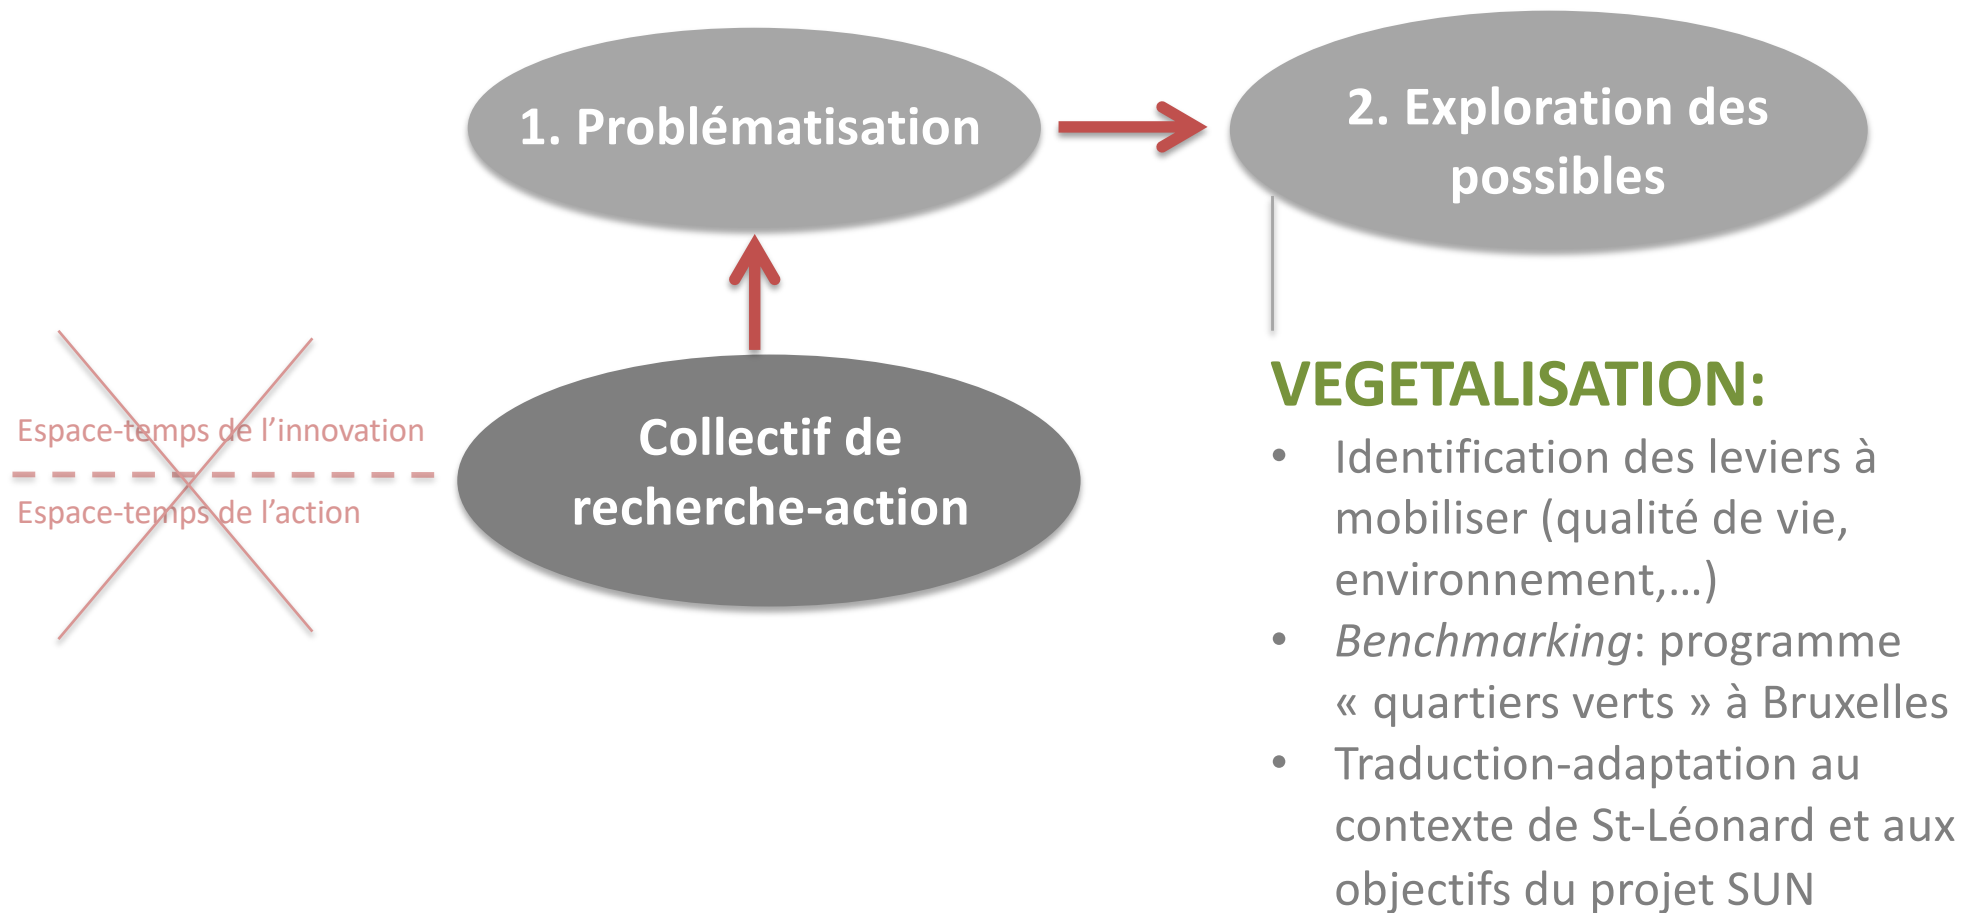 1. Problématisation
2. Exploration des
possibles
Espace-temps de l’innovation
Espace-temps de l’action
Collectif de
recherche-action
VEGETALISATION:
• Identification des leviers à
mobiliser (qualité de vie,
environnement,…)
• Benchmarking: programme
« quartiers verts » à Bruxelles
• Traduction-adaptation au
contexte de St-Léonard et aux
objectifs du projet SUN